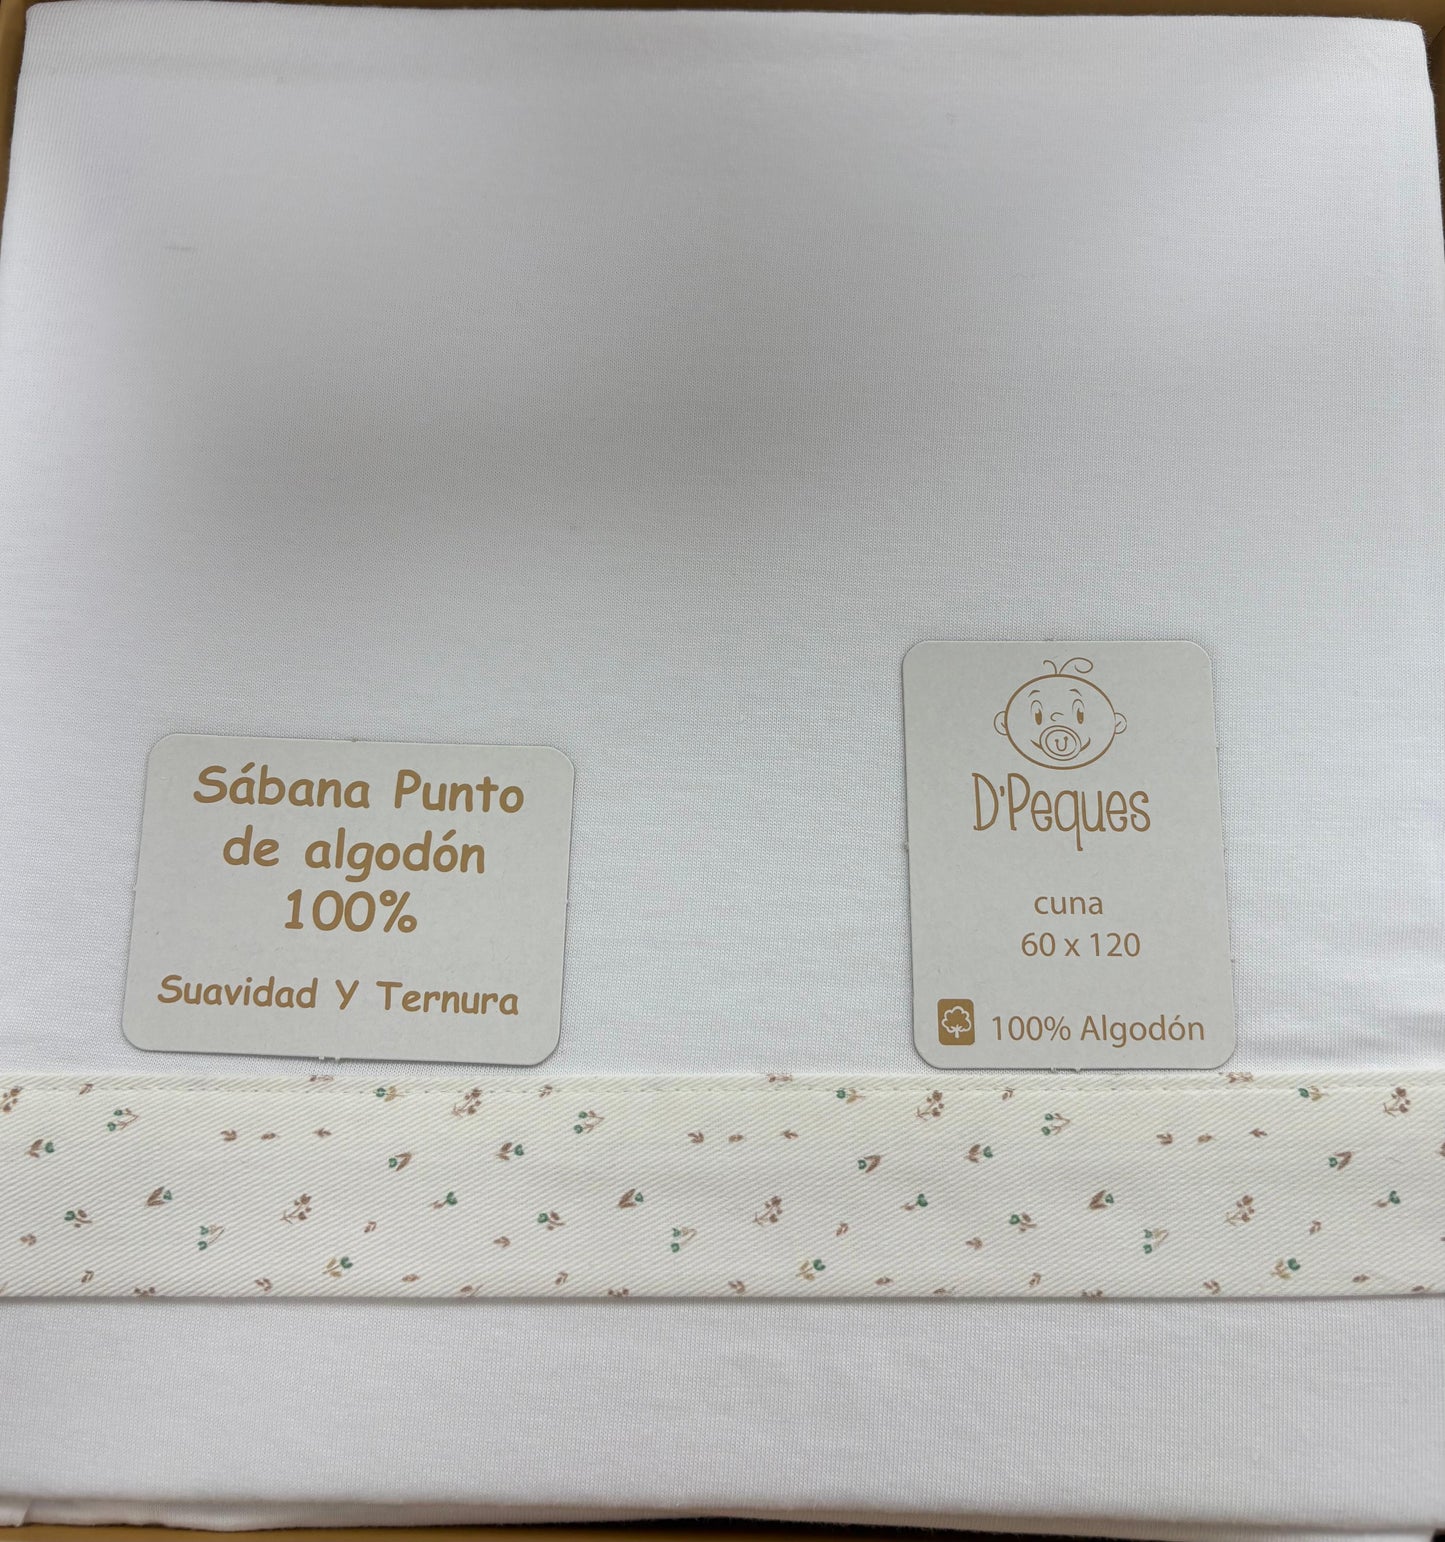 Sábana Punto
de algodón
100%
Suavidad Y Ternura
D'Peques
cuna
60 x 120
100% Algodón